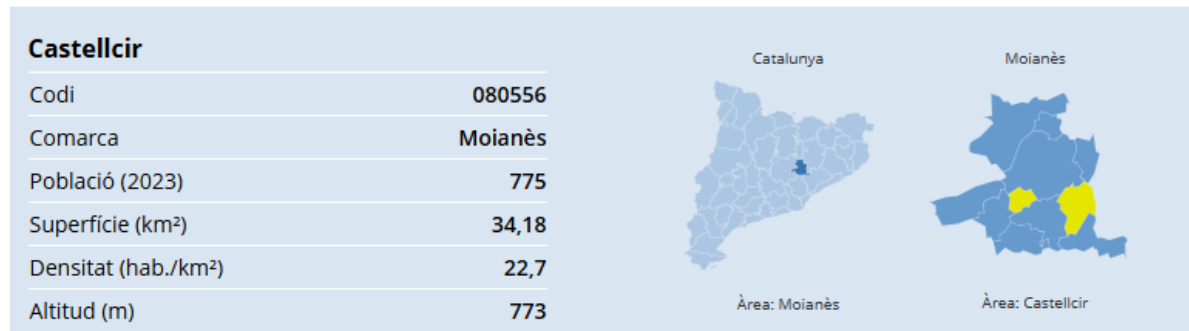 Castellcir
Codi 080556
Comarca Moianès
Població (2023) 775
Superfície (km²) 34,18
Densitat (hab./km²) 22,7
Altitud (m) 773
Catalunya
Àrea: Moianès
Moianès
Àrea: Castellcir